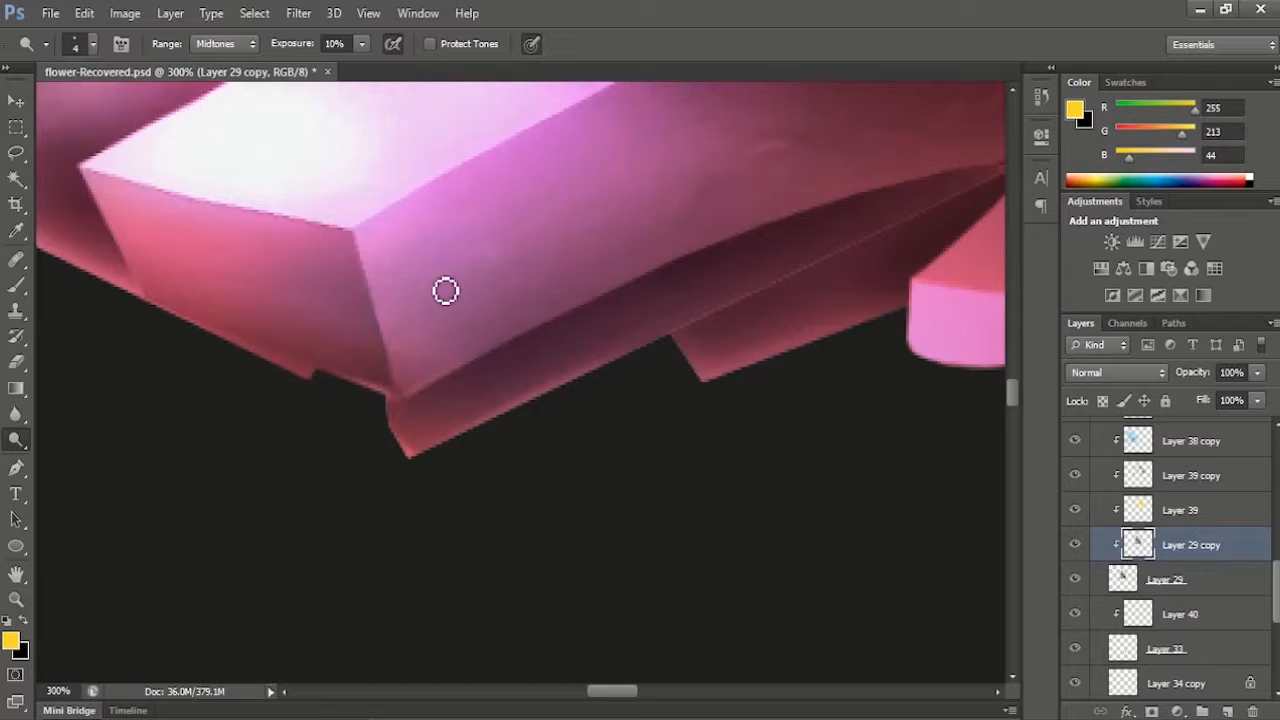 Ps File Edit Image Layer Type Select Filter 3D View Window Help
4 Range: Midtones Exposure: 10% Protect Tones Essentials
flower-Recovered.psd @ 300% (Layer 29 copy, RGB/8) * ×
Color Swatches
R 255
G 213
B 44
Adjustments Styles
Add an adjustment
Layers Channels Paths
Kind
Normal Opacity: 100%
Lock: Fill: 100%
Layer 38 copy
Layer 39 copy
Layer 39
Layer 29 copy
Layer 29
Layer 40
Layer 33
Layer 34 copy
300% Doc: 36.0M/379.1M
Mini Bridge Timeline